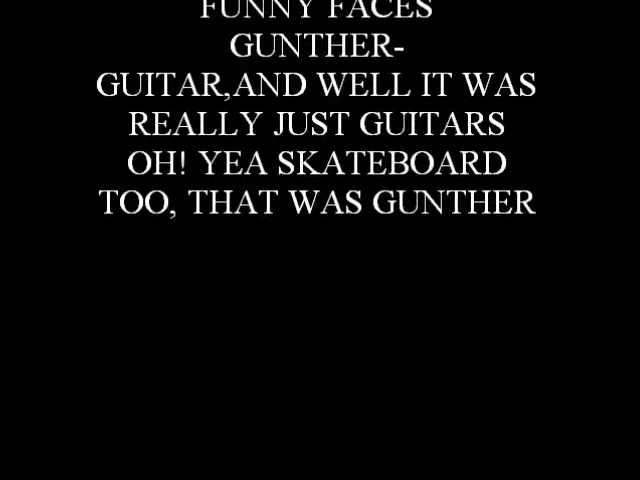 FUNNY FACES
GUNTHER-
GUITAR,AND WELL IT WAS
REALLY JUST GUITARS
OH! YEA SKATEBOARD
TOO, THAT WAS GUNTHER